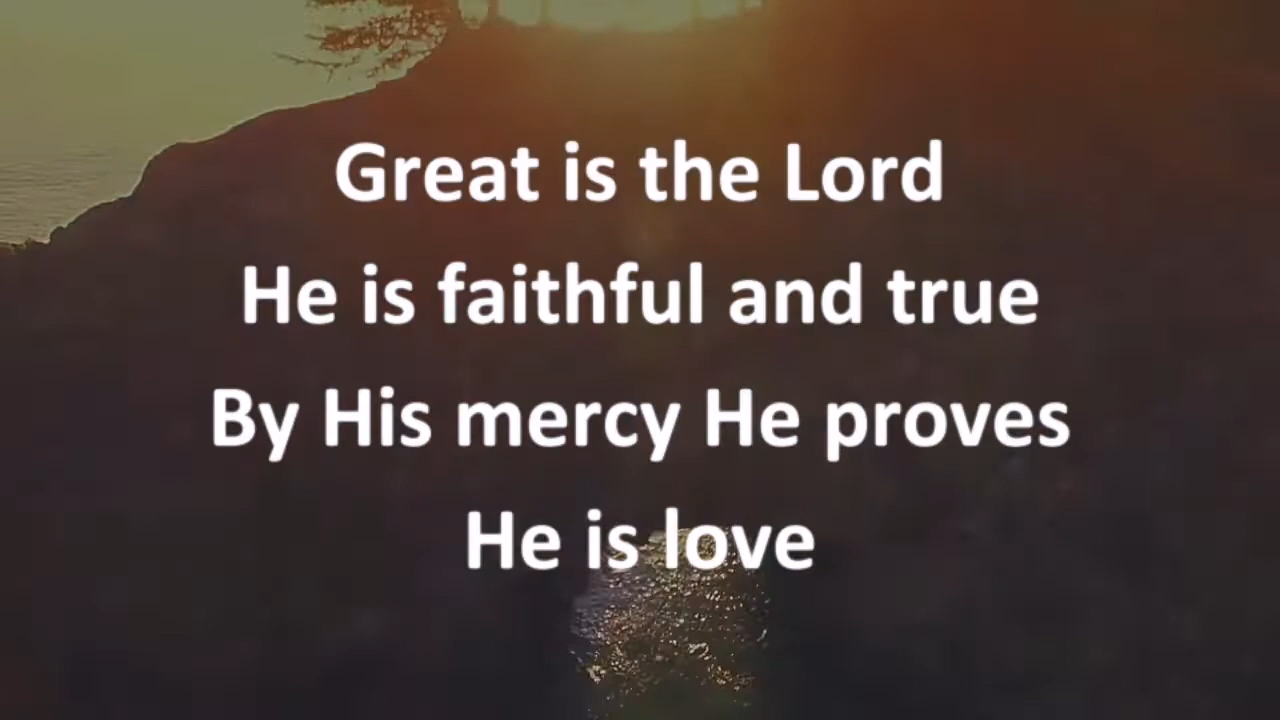 Great is the Lord
He is faithful and true
By His mercy He proves
He is love